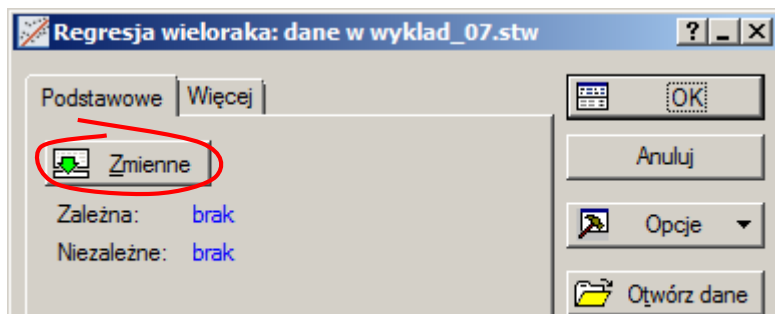 Regresja wieloraka: dane w wyklad_07.stw
Podstawowe Więcej
OK
Zmienne
Anuluj
Zależna: brak
Opcje
Niezależne: brak
Otwórz dane